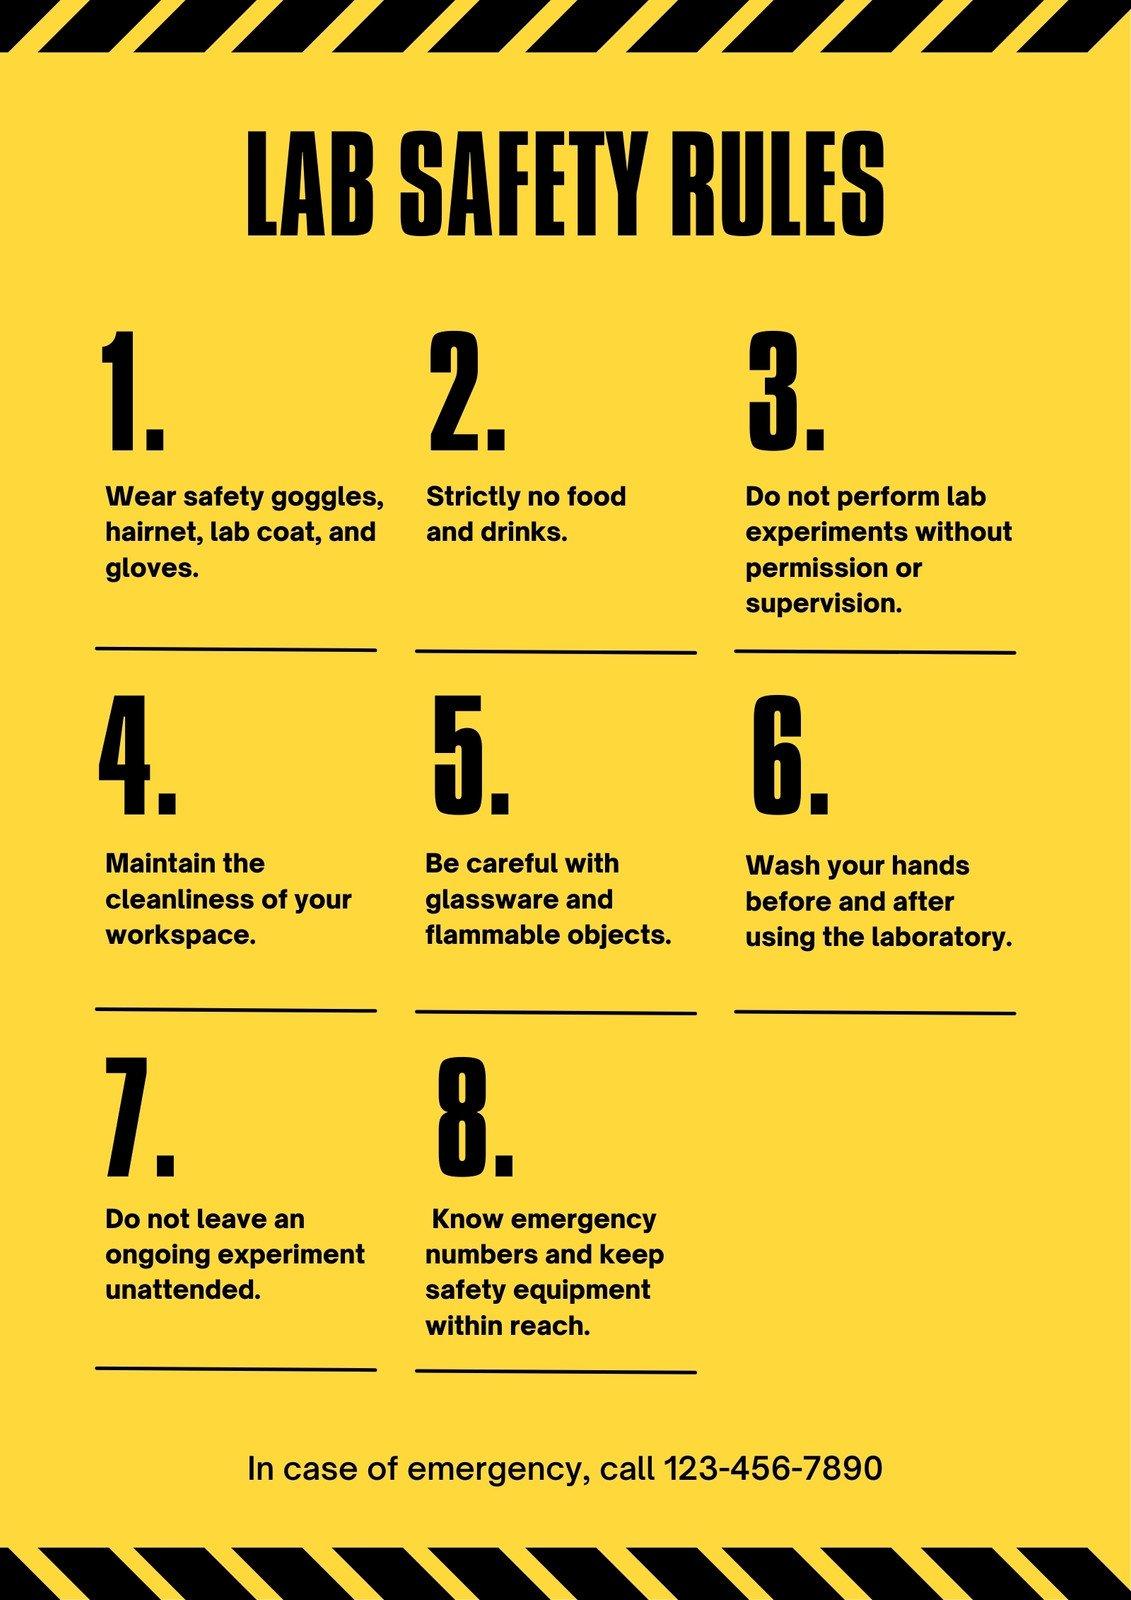 LAB SAFETY RULES
1.
Wear safety goggles,
hairnet, lab coat, and
gloves.
2.
Strictly no food
and drinks.
3.
Do not perform lab
experiments without
permission or
supervision.
4.
Maintain the
cleanliness of your
workspace.
5.
Be careful with
glassware and
flammable objects.
6.
Wash your hands
before and after
using the laboratory.
7.
Do not leave an
ongoing experiment
unattended.
8.
Know emergency
numbers and keep
safety equipment
within reach.
In case of emergency, call 123-456-7890